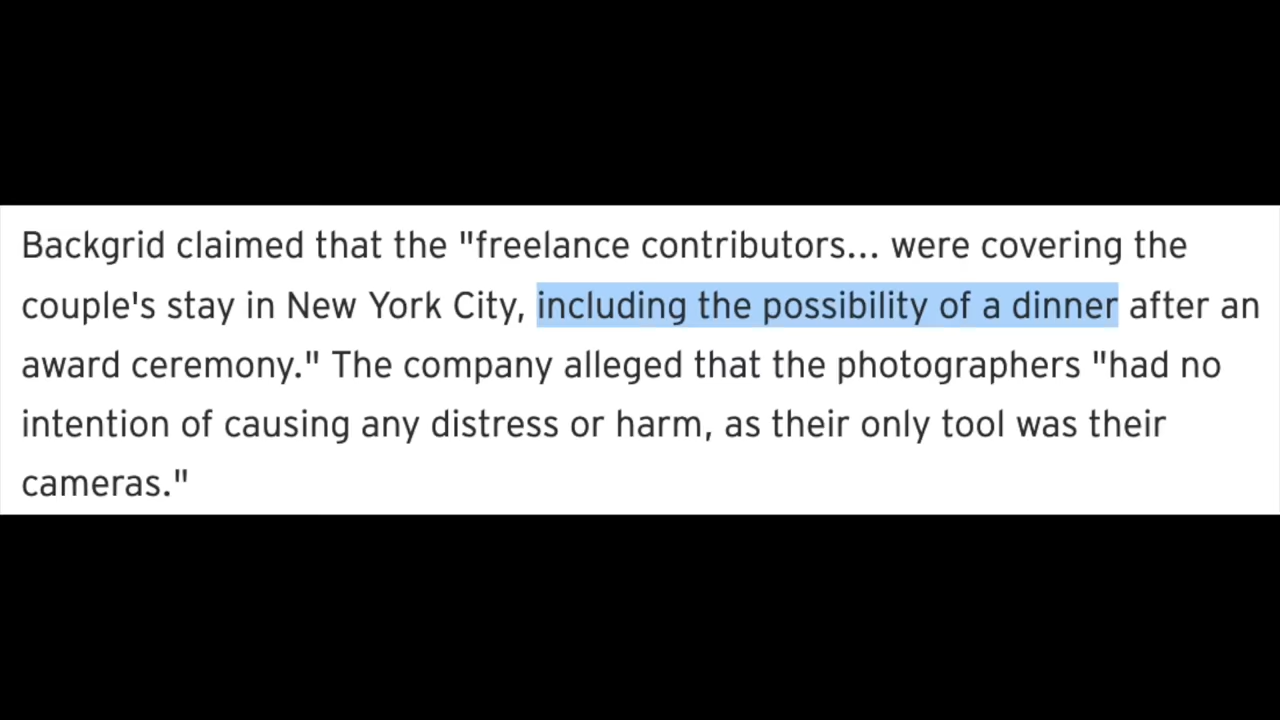 Backgrid claimed that the "freelance contributors... were covering the
couple's stay in New York City, including the possibility of a dinner after an
award ceremony." The company alleged that the photographers "had no
intention of causing any distress or harm, as their only tool was their
cameras."